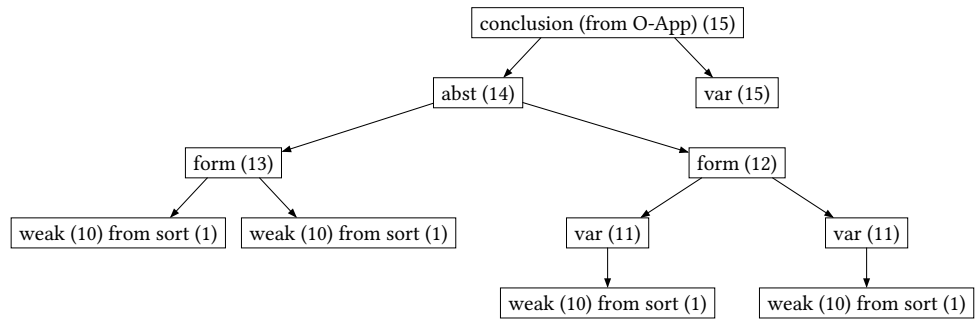 conclusion (from O-App) (15)
abst (14)
var (15)
form (13)
form (12)
weak (10) from sort (1)
weak (10) from sort (1)
var (11)
var (11)
weak (10) from sort (1)
weak (10) from sort (1)